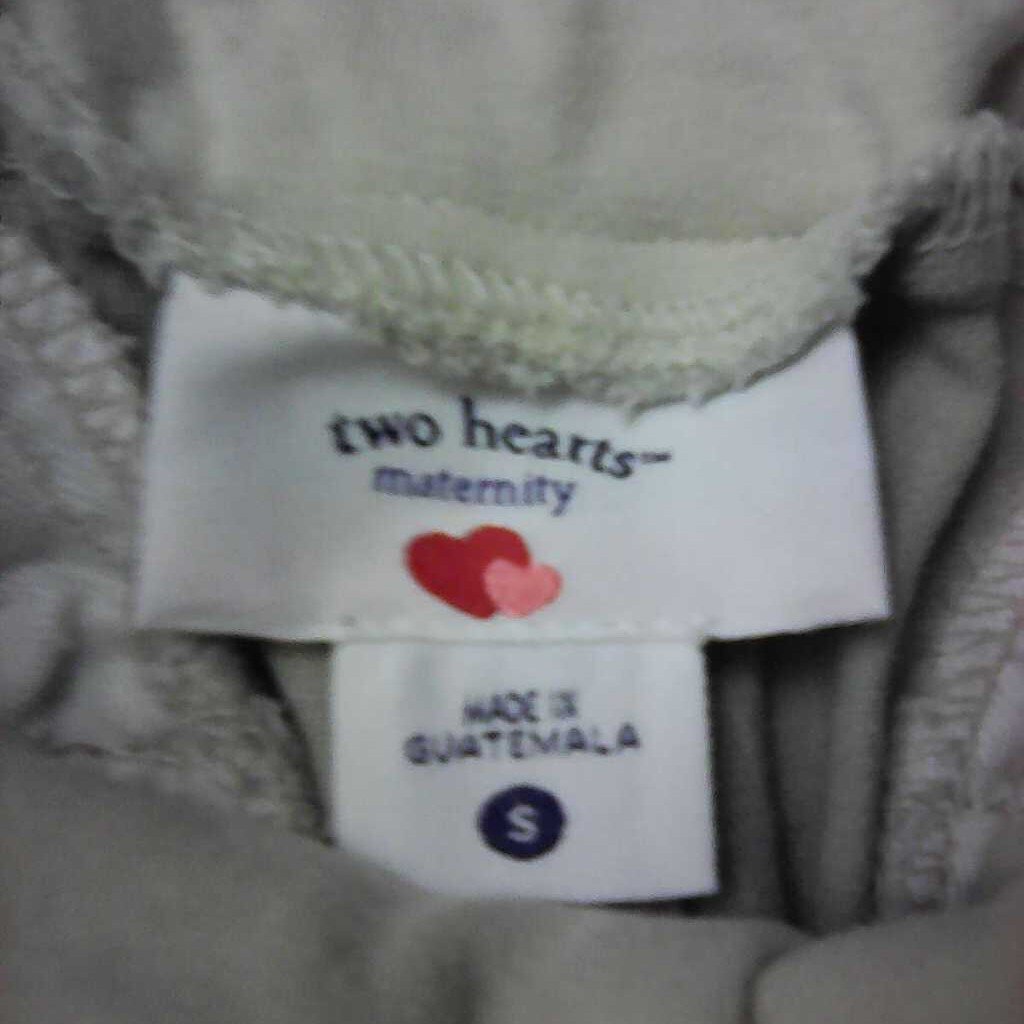 two hearts™
maternity
MADE IN
GUATEMALA
S